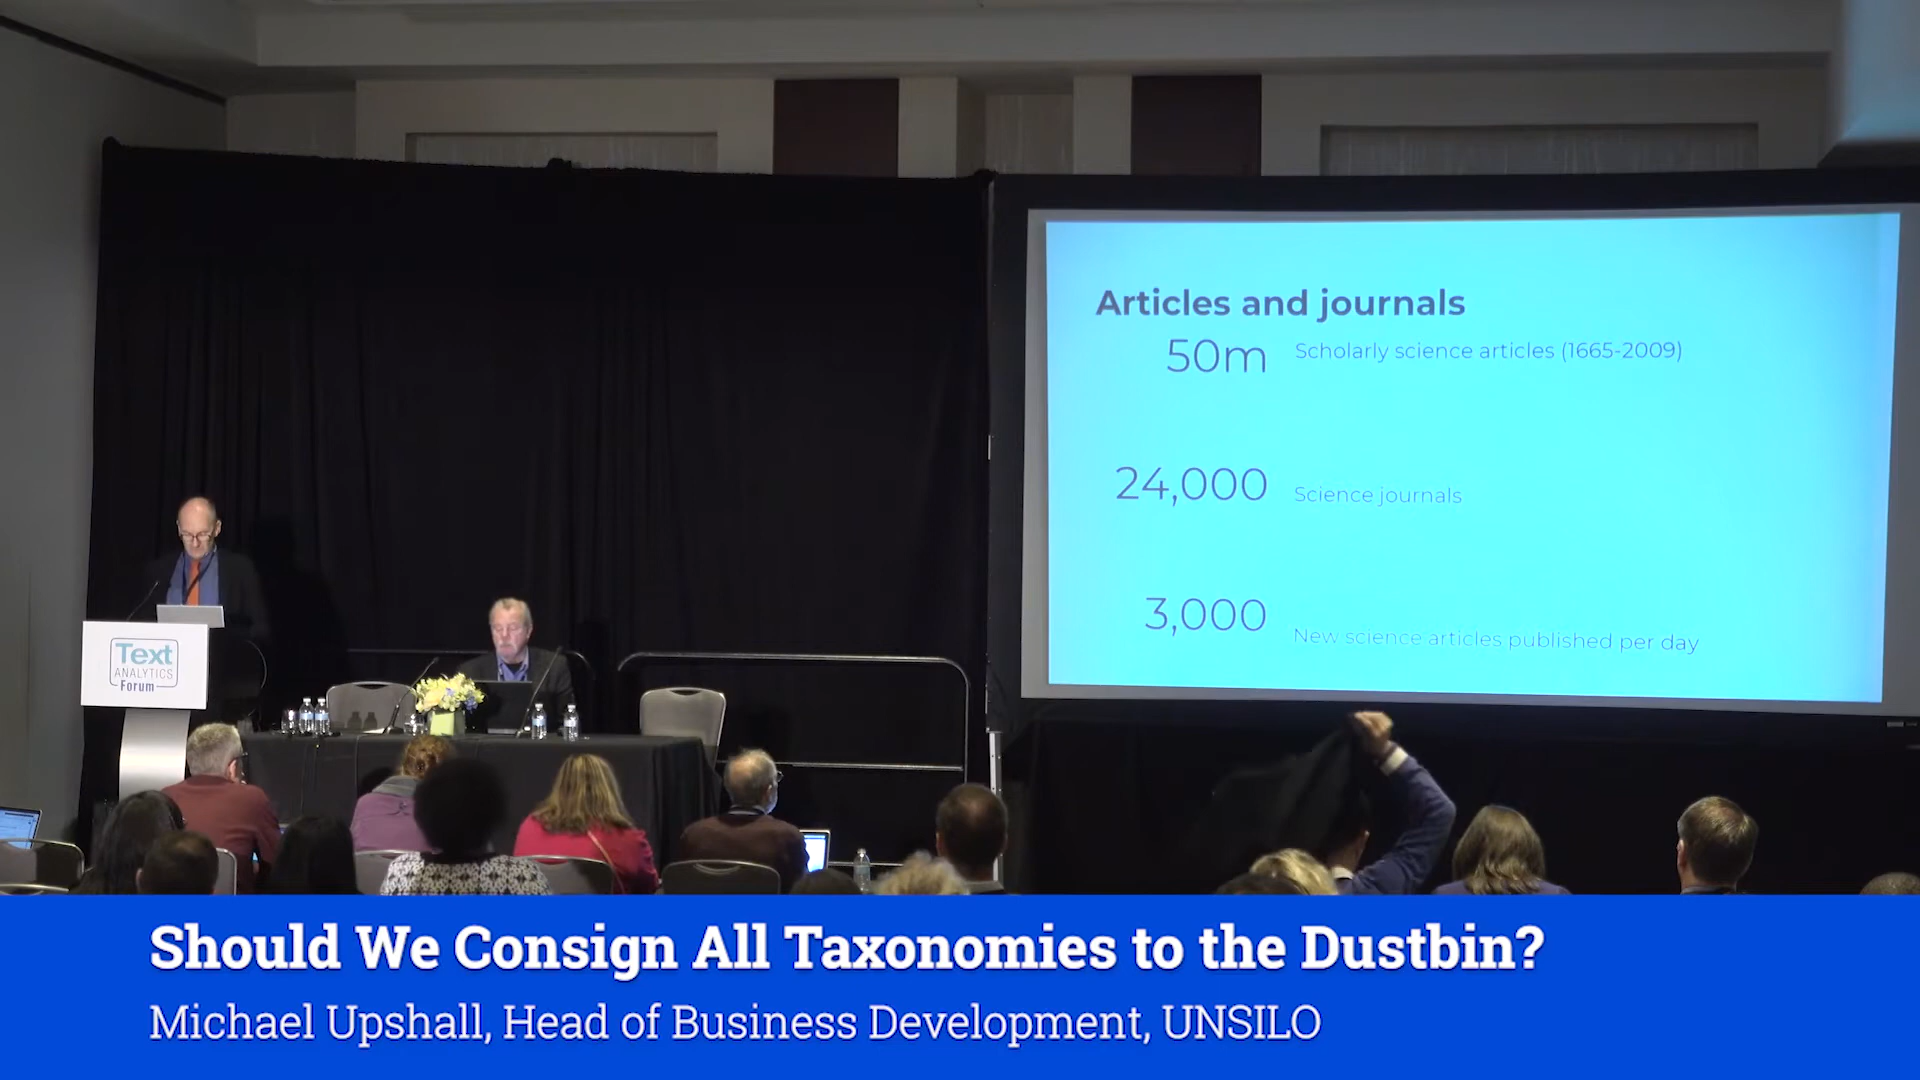 Articles and journals
50m Scholarly science articles (1665-2009)
24,000 Science journals
3,000 New science articles published per day
Text
ANALYTICS
Forum
Should We Consign All Taxonomies to the Dustbin?
Michael Upshall, Head of Business Development, UNSILO